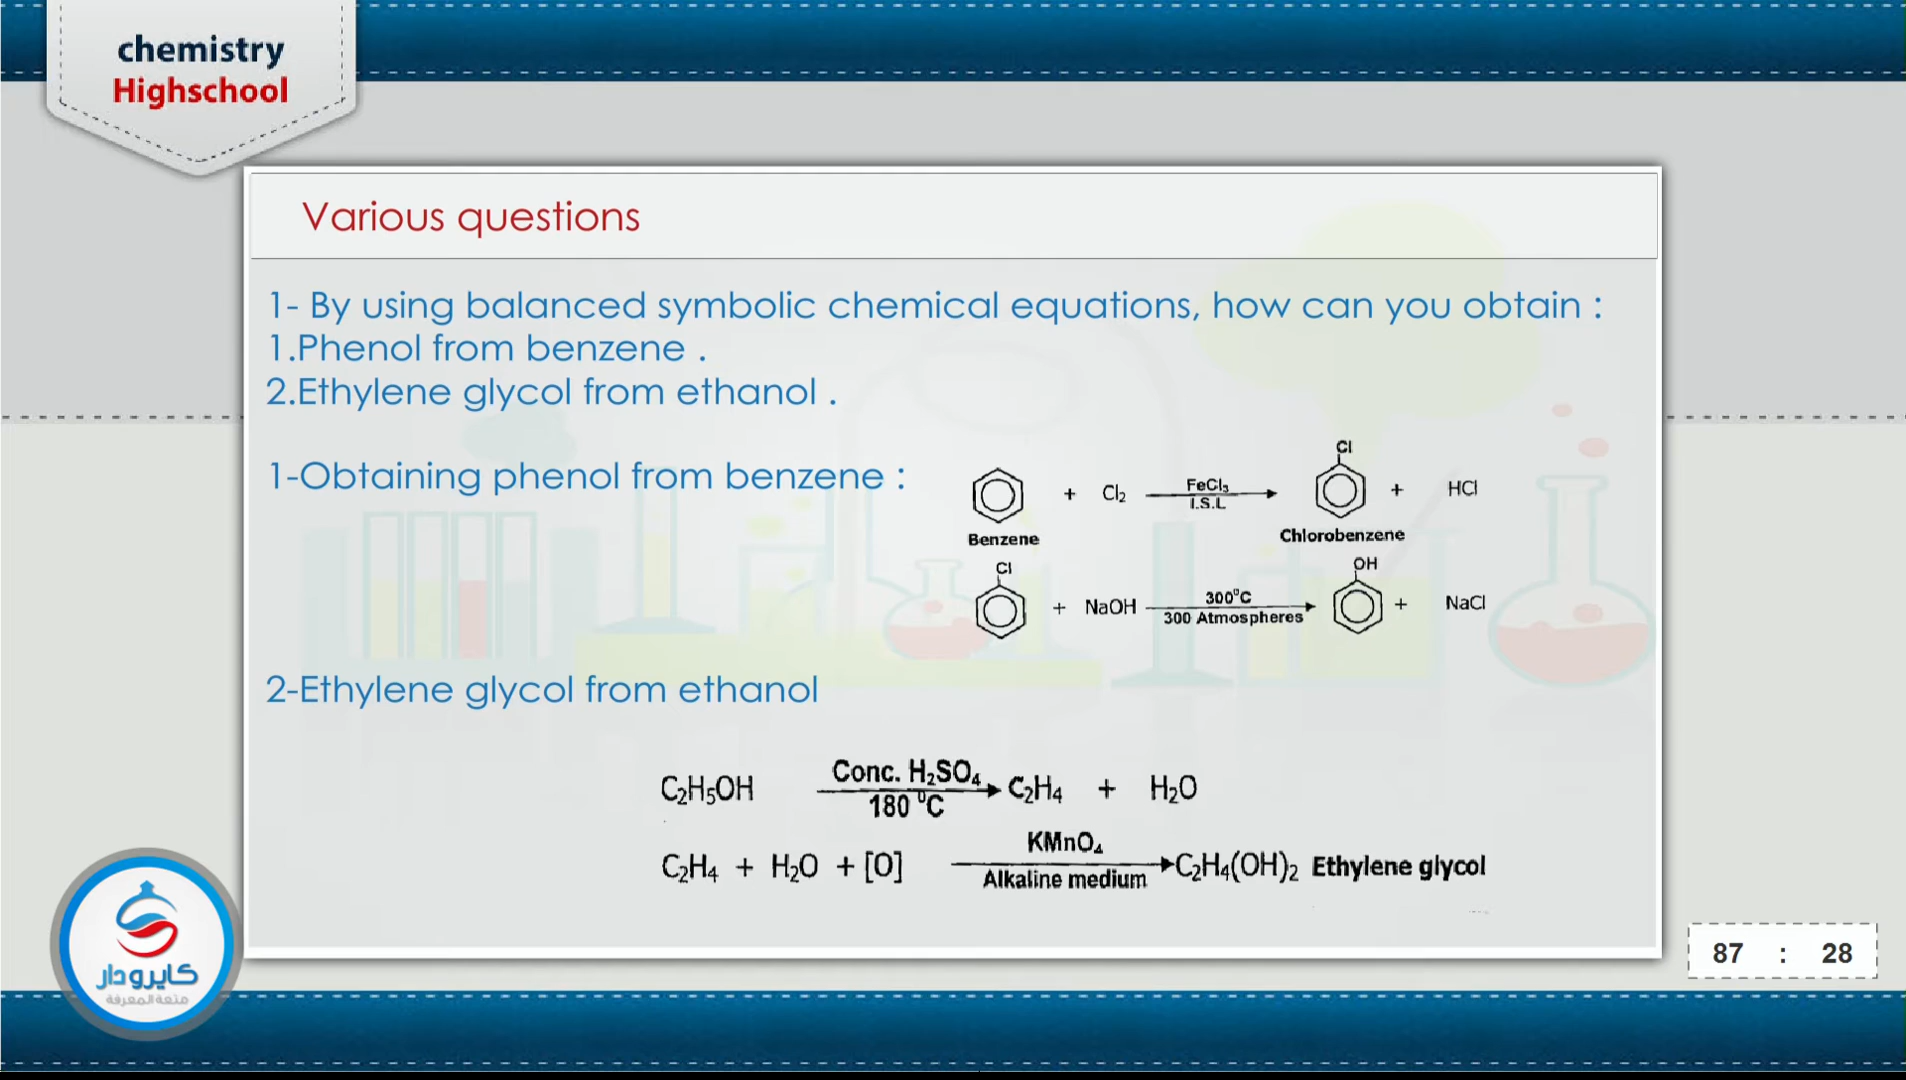 chemistry
Highschool
Various questions
1- By using balanced symbolic chemical equations, how can you obtain :
1.Phenol from benzene .
2.Ethylene glycol from ethanol .
1-Obtaining phenol from benzene :
Cl
+ Cl₂ FeCl₃ + HCl
I.S.L
Benzene Chlorobenzene
Cl OH
+ NaOH 300⁰C + NaCl
300 Atmospheres
2-Ethylene glycol from ethanol
Conc. H₂SO₄
C₂H₅OH C₂H₄ + H₂O
180 ⁰C
KMnO₄
C₂H₄ + H₂O + [O] C₂H₄(OH)₂ Ethylene glycol
Alkaline medium
87 : 28
كايرودار
متعة المعرفة